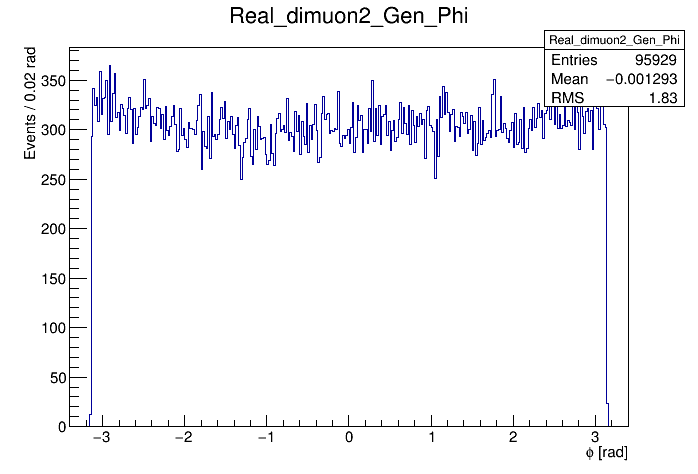 Real_dimuon2_Gen_Phi
Real_dimuon2_Gen_Phi
Entries 95929
Mean −0.001293
RMS 1.83
Events / 0.02 rad
350
300
250
200
150
100
50
0
−3 −2 −1 0 1 2 3
ϕ [rad]